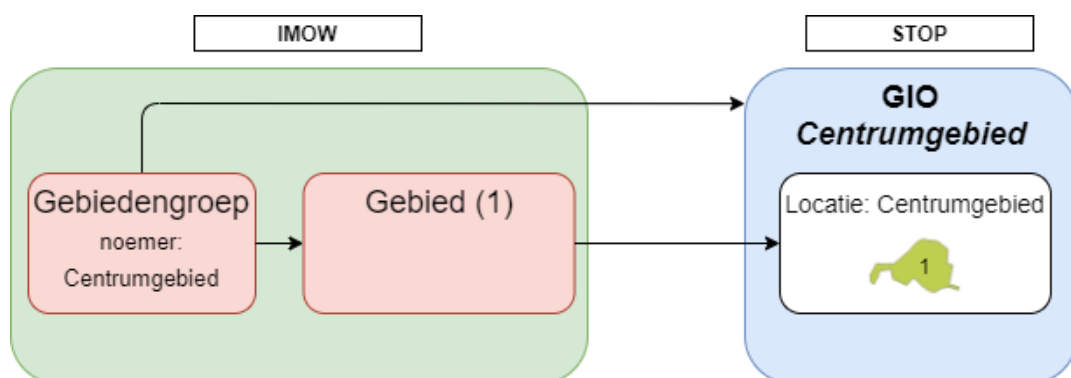 IMOW
STOP
GIO
Centrumgebied
Gebiedengroep
noemer:
Centrumgebied
Gebied (1)
Locatie: Centrumgebied
1